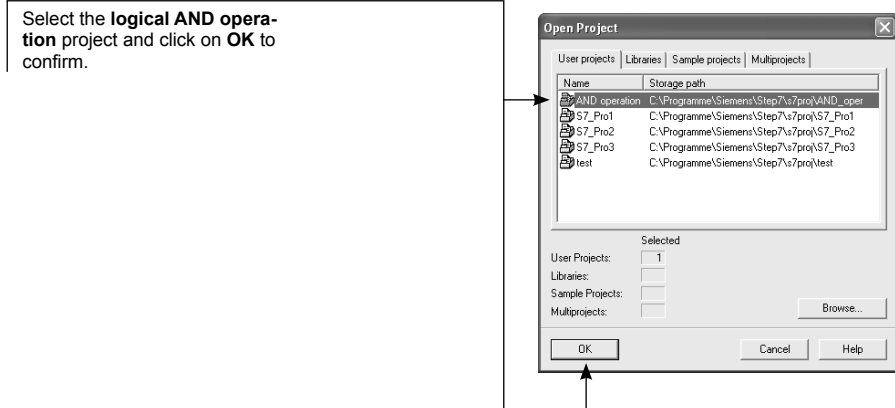 Select the logical AND opera-
tion project and click on OK to
confirm.
Open Project
User projects Libraries Sample projects Multiprojects
Name Storage path
AND operation C:\Programme\Siemens\Step7\s7proj\AND_oper
S7_Pro1 C:\Programme\Siemens\Step7\s7proj\S7_Pro1
S7_Pro2 C:\Programme\Siemens\Step7\s7proj\S7_Pro2
S7_Pro3 C:\Programme\Siemens\Step7\s7proj\S7_Pro3
test C:\Programme\Siemens\Step7\s7proj\test
Selected
User Projects: 1
Libraries:
Sample Projects:
Multiprojects:
Browse...
OK Cancel Help